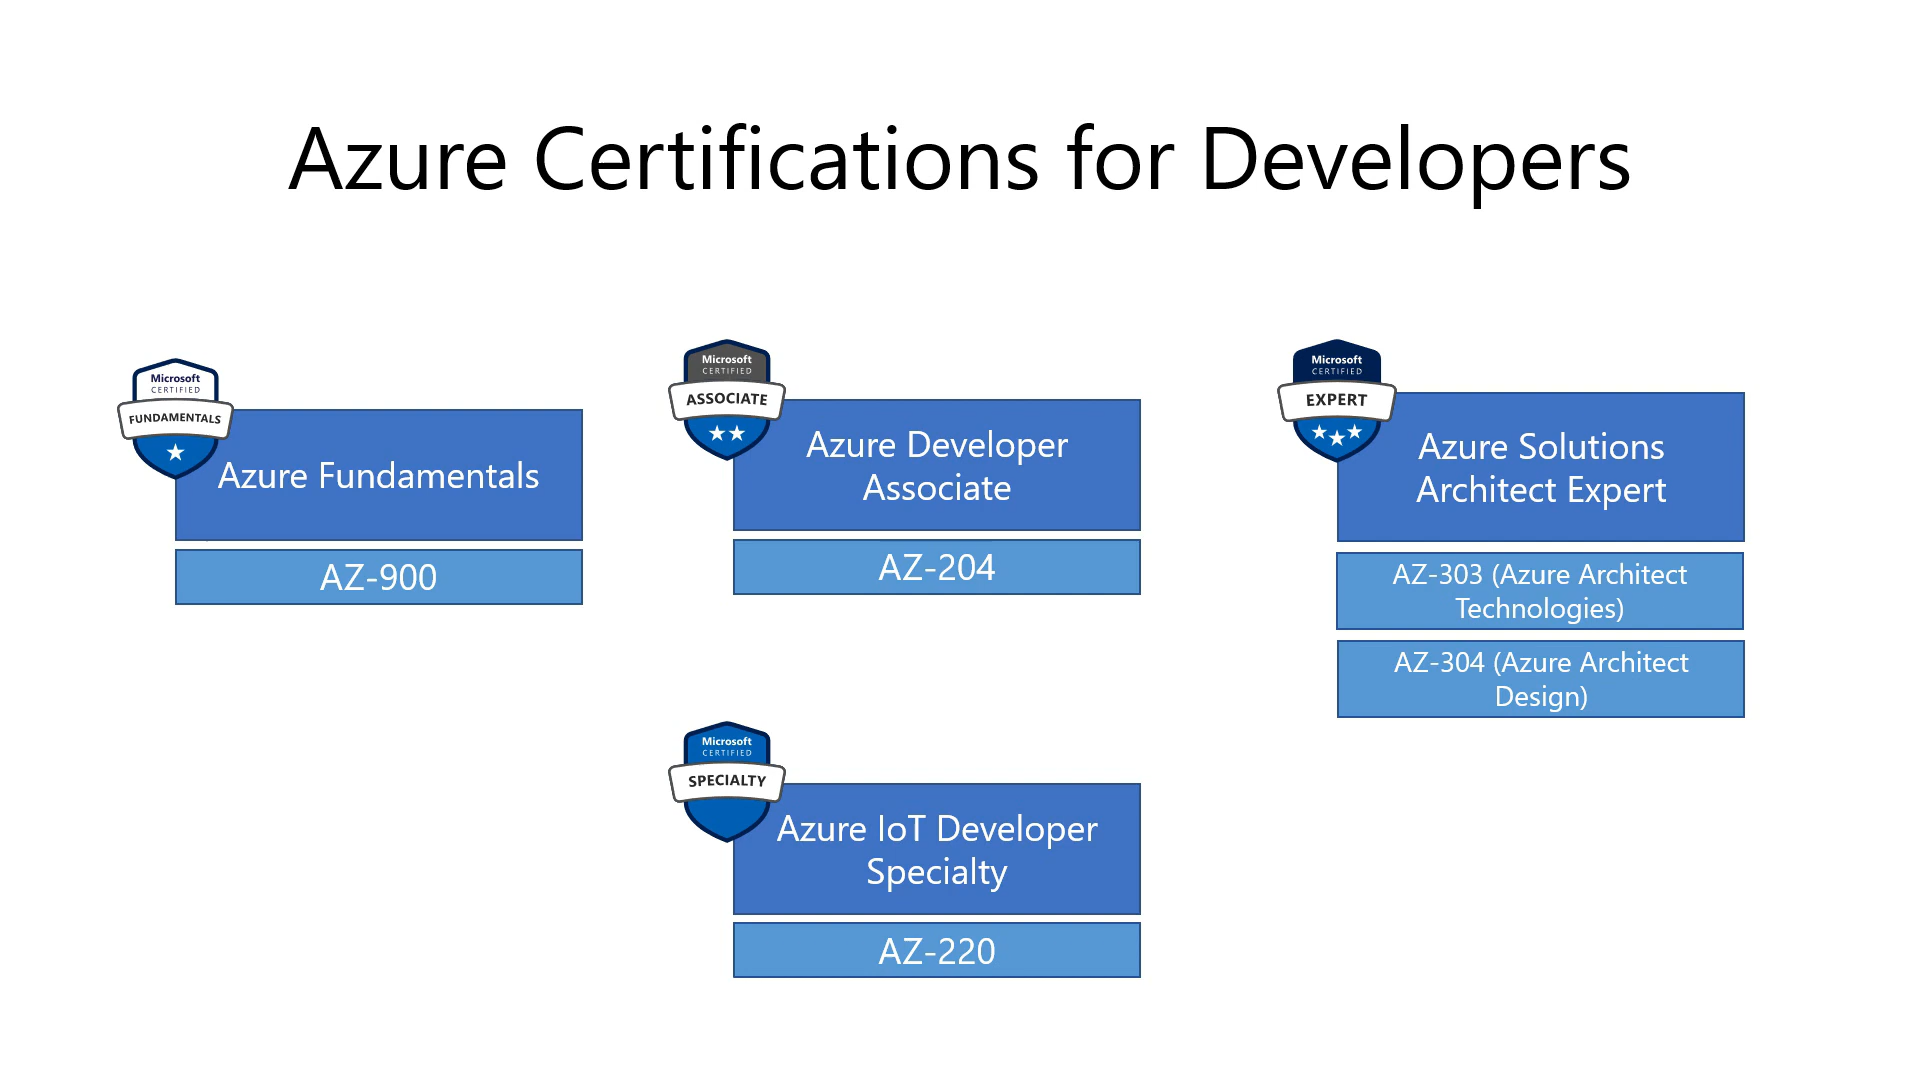 Azure Certifications for Developers
Microsoft
CERTIFIED
FUNDAMENTALS
Azure Fundamentals
AZ-900
Microsoft
CERTIFIED
ASSOCIATE
Azure Developer
Associate
AZ-204
Microsoft
CERTIFIED
EXPERT
Azure Solutions
Architect Expert
AZ-303 (Azure Architect
Technologies)
AZ-304 (Azure Architect
Design)
Microsoft
CERTIFIED
SPECIALTY
Azure IoT Developer
Specialty
AZ-220